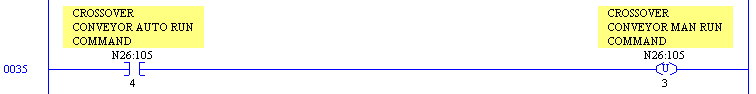 CROSSOVER
CONVEYOR AUTO RUN
COMMAND
N26:105
4
CROSSOVER
CONVEYOR MAN RUN
COMMAND
N26:105
U
3
0035